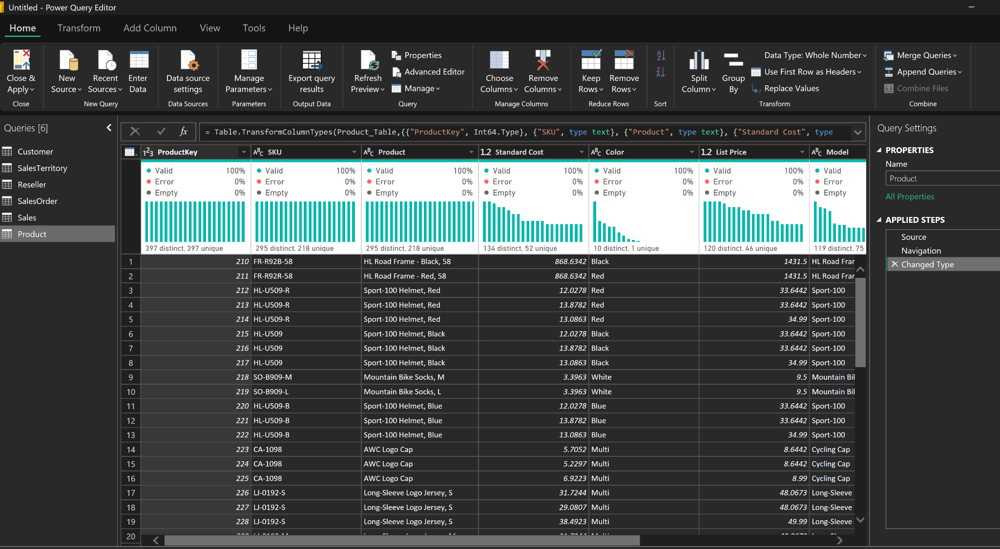 Untitled - Power Query Editor
Home Transform Add Column View Tools Help
Close & Apply
New Source
Recent Sources
Enter Data
Data source settings
Manage Parameters
Export query results
Refresh Preview
Properties
Advanced Editor
Manage
Choose Columns
Remove Columns
Keep Rows
Remove Rows
Split Column
Group By
Data Type: Whole Number
Use First Row as Headers
Replace Values
Merge Queries
Append Queries
Combine Files
Close New Query Data Sources Parameters Output Data Query Manage Columns Reduce Rows Sort Transform Combine
Queries [6]
Customer
SalesTerritory
Reseller
SalesOrder
Sales
Product
fx = Table.TransformColumnTypes(Product_Table,{{"ProductKey", Int64.Type}, {"SKU", type text}, {"Product", type text}, {"Standard Cost", type
123 ProductKey ABC SKU ABC Product 1.2 Standard Cost ABC Color 1.2 List Price ABC Model
Valid 100% Valid 100% Valid 100% Valid 100% Valid 100% Valid 100% Valid
Error 0% Error 0% Error 0% Error 0% Error 0% Error 0% Error
Empty 0% Empty 0% Empty 0% Empty 0% Empty 0% Empty 0% Empty
397 distinct, 397 unique 295 distinct, 218 unique 295 distinct, 218 unique 134 distinct, 52 unique 10 distinct, 1 unique 120 distinct, 46 unique 119 distinct, 75
1 210 FR-R92B-58 HL Road Frame - Black, 58 868.6342 Black 1431.5 HL Road Frar
2 211 FR-R92R-58 HL Road Frame - Red, 58 868.6342 Red 1431.5 HL Road Frar
3 212 HL-U509-R Sport-100 Helmet, Red 12.0278 Red 33.6442 Sport-100
4 213 HL-U509-R Sport-100 Helmet, Red 13.8782 Red 33.6442 Sport-100
5 214 HL-U509-R Sport-100 Helmet, Red 13.0863 Red 34.99 Sport-100
6 215 HL-U509 Sport-100 Helmet, Black 12.0278 Black 33.6442 Sport-100
7 216 HL-U509 Sport-100 Helmet, Black 13.8782 Black 33.6442 Sport-100
8 217 HL-U509 Sport-100 Helmet, Black 13.0863 Black 34.99 Sport-100
9 218 SO-B909-M Mountain Bike Socks, M 3.3963 White 9.5 Mountain Bil
10 219 SO-B909-L Mountain Bike Socks, L 3.3963 White 9.5 Mountain Bil
11 220 HL-U509-B Sport-100 Helmet, Blue 12.0278 Blue 33.6442 Sport-100
12 221 HL-U509-B Sport-100 Helmet, Blue 13.8782 Blue 33.6442 Sport-100
13 222 HL-U509-B Sport-100 Helmet, Blue 13.0863 Blue 34.99 Sport-100
14 223 CA-1098 AWC Logo Cap 5.7052 Multi 8.6442 Cycling Cap
15 224 CA-1098 AWC Logo Cap 5.2297 Multi 8.6442 Cycling Cap
16 225 CA-1098 AWC Logo Cap 6.9223 Multi 8.99 Cycling Cap
17 226 LJ-0192-S Long-Sleeve Logo Jersey, S 31.7244 Multi 48.0673 Long-Sleeve
18 227 LJ-0192-S Long-Sleeve Logo Jersey, S 29.0807 Multi 48.0673 Long-Sleeve
19 228 LJ-0192-S Long-Sleeve Logo Jersey, S 38.4923 Multi 49.99 Long-Sleeve
20
Query Settings
PROPERTIES
Name
Product
All Properties
APPLIED STEPS
Source
Navigation
Changed Type